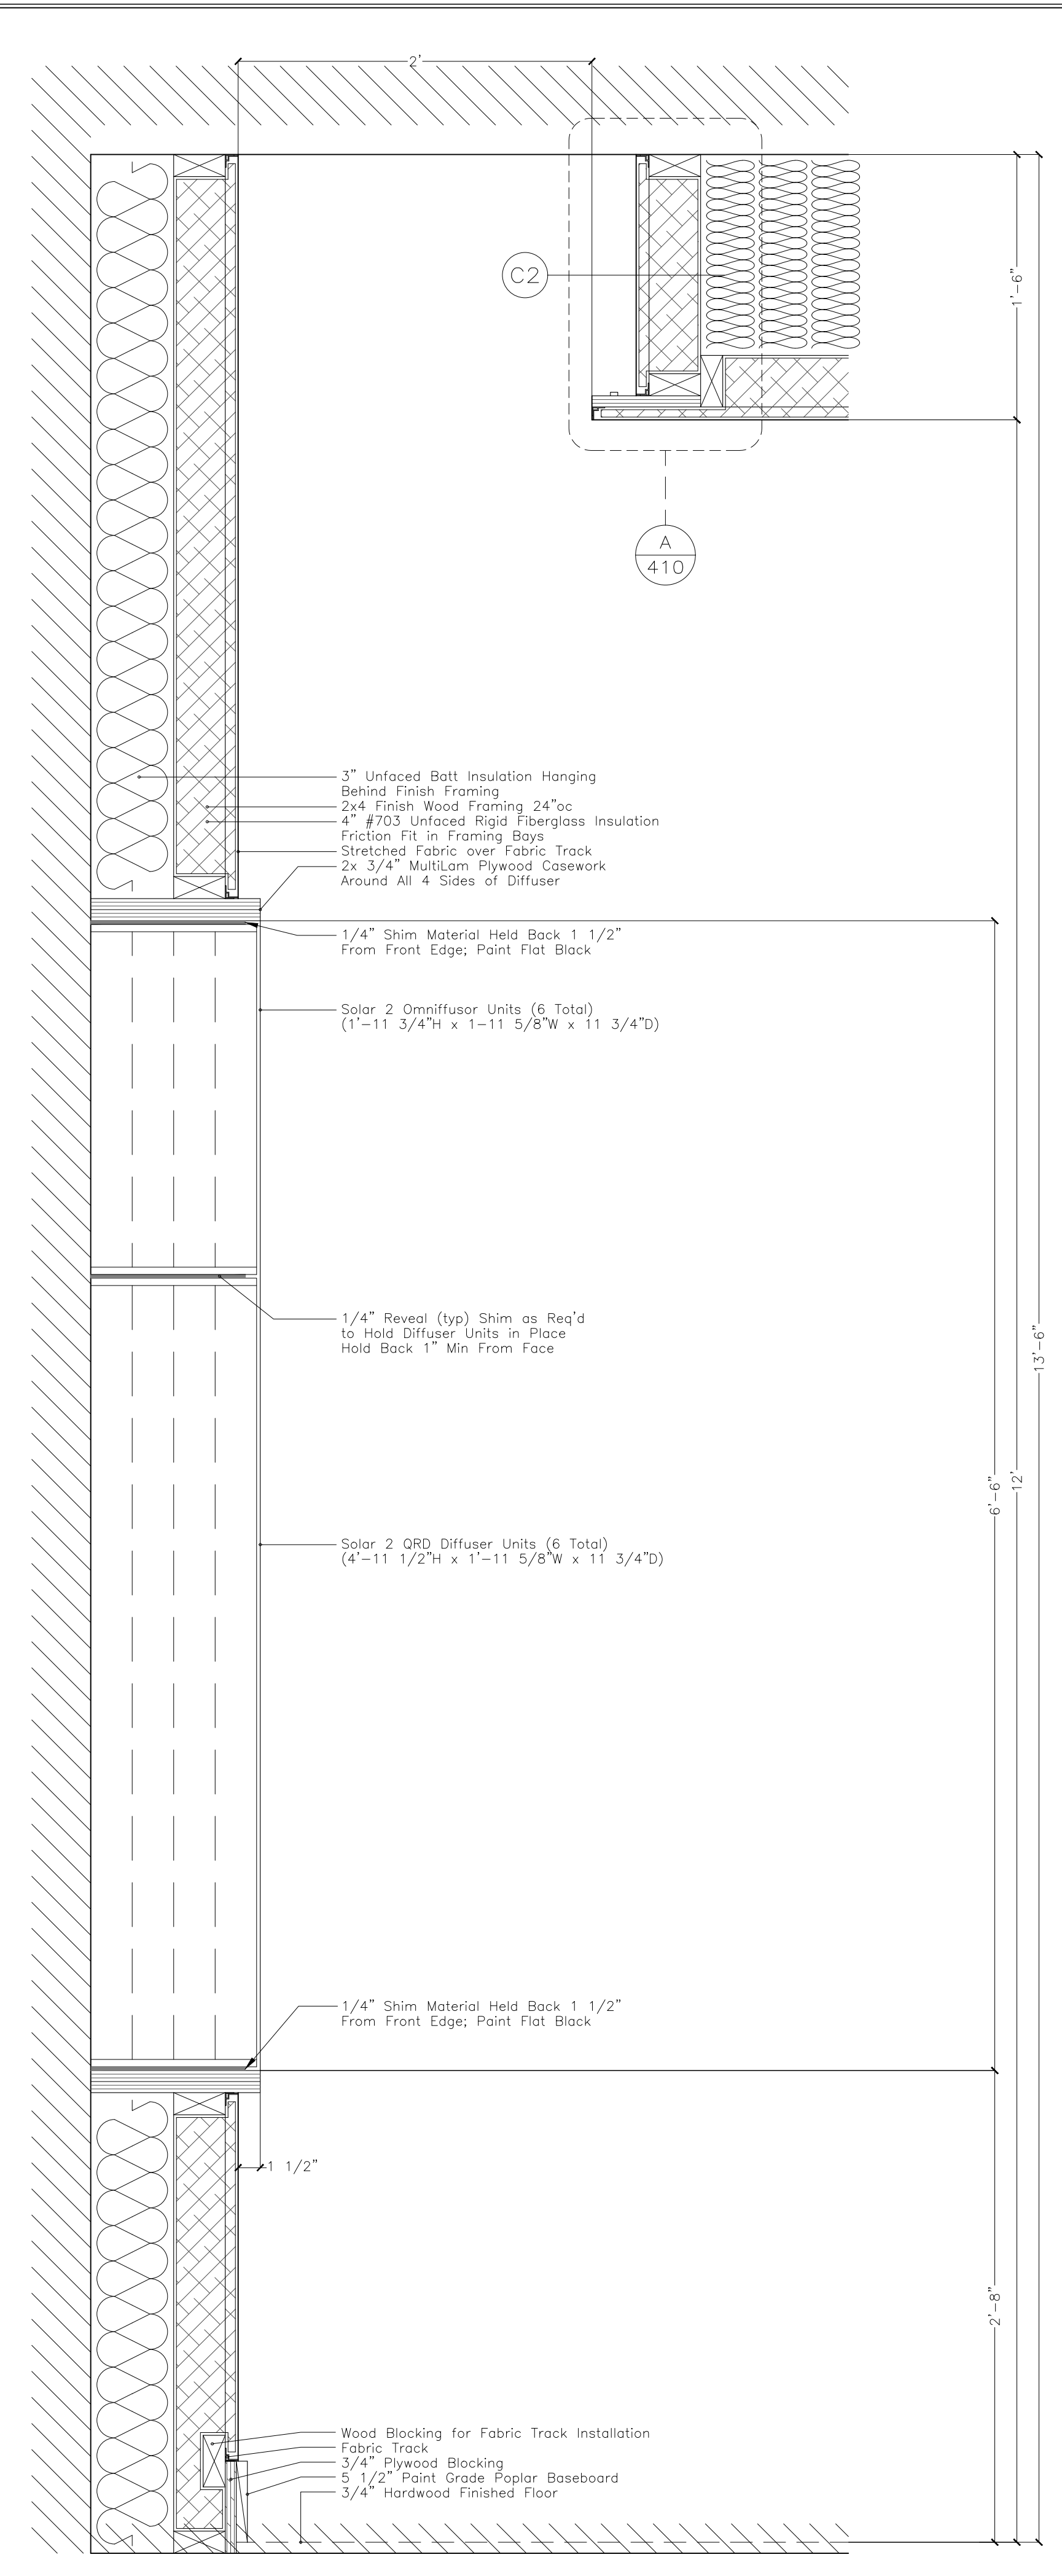 2'
C2
1'-6"
A
410
3" Unfaced Batt Insulation Hanging
Behind Finish Framing
2x4 Finish Wood Framing 24"oc
4" #703 Unfaced Rigid Fiberglass Insulation
Friction Fit in Framing Bays
Stretched Fabric over Fabric Track
2x 3/4" MultiLam Plywood Casework
Around All 4 Sides of Diffuser
1/4" Shim Material Held Back 1 1/2"
From Front Edge; Paint Flat Black
Solar 2 Omniffusor Units (6 Total)
(1'-11 3/4"H x 1-11 5/8"W x 11 3/4"D)
1/4" Reveal (typ) Shim as Req'd
to Hold Diffuser Units in Place
Hold Back 1" Min From Face
13'-6"
12'
6'-6"
Solar 2 QRD Diffuser Units (6 Total)
(4'-11 1/2"H x 1'-11 5/8"W x 11 3/4"D)
1/4" Shim Material Held Back 1 1/2"
From Front Edge; Paint Flat Black
1 1/2"
2'-8"
Wood Blocking for Fabric Track Installation
Fabric Track
3/4" Plywood Blocking
5 1/2" Paint Grade Poplar Baseboard
3/4" Hardwood Finished Floor